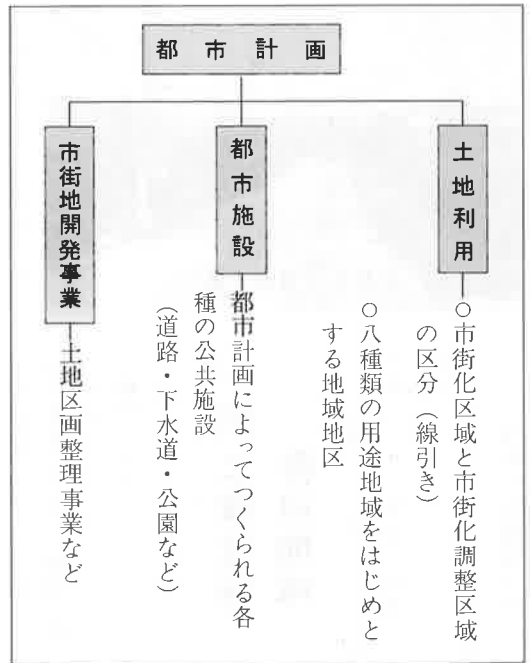 都市計画
土地利用
○市街化区域と市街化調整区域
の区分（線引き）
○八種類の用途地域をはじめと
する地域地区
都市施設
都市計画によってつくられる各
種の公共施設
（道路・下水道・公園など）
市街地開発事業
土地区画整理事業など